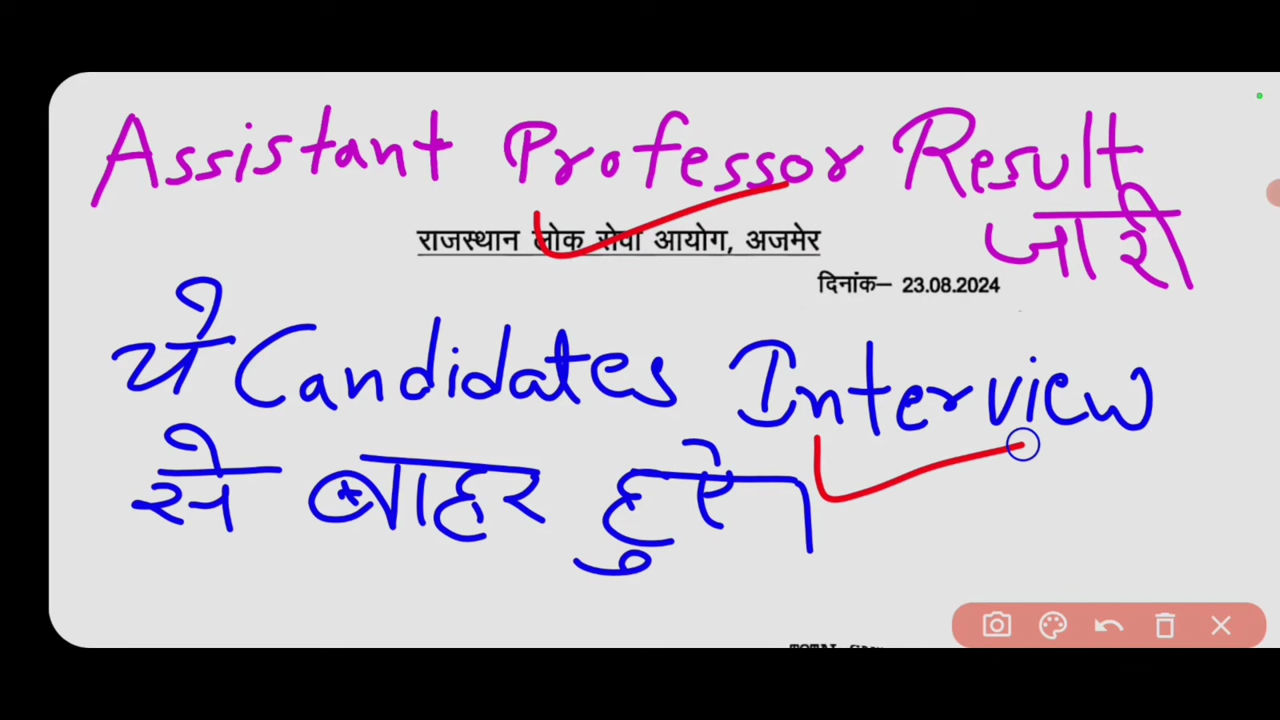 Assistant Professor Result
जारी
राजस्थान लोक सेवा आयोग, अजमेर
दिनांक– 23.08.2024
ये Candidates Interview
से बाहर हुऐ।